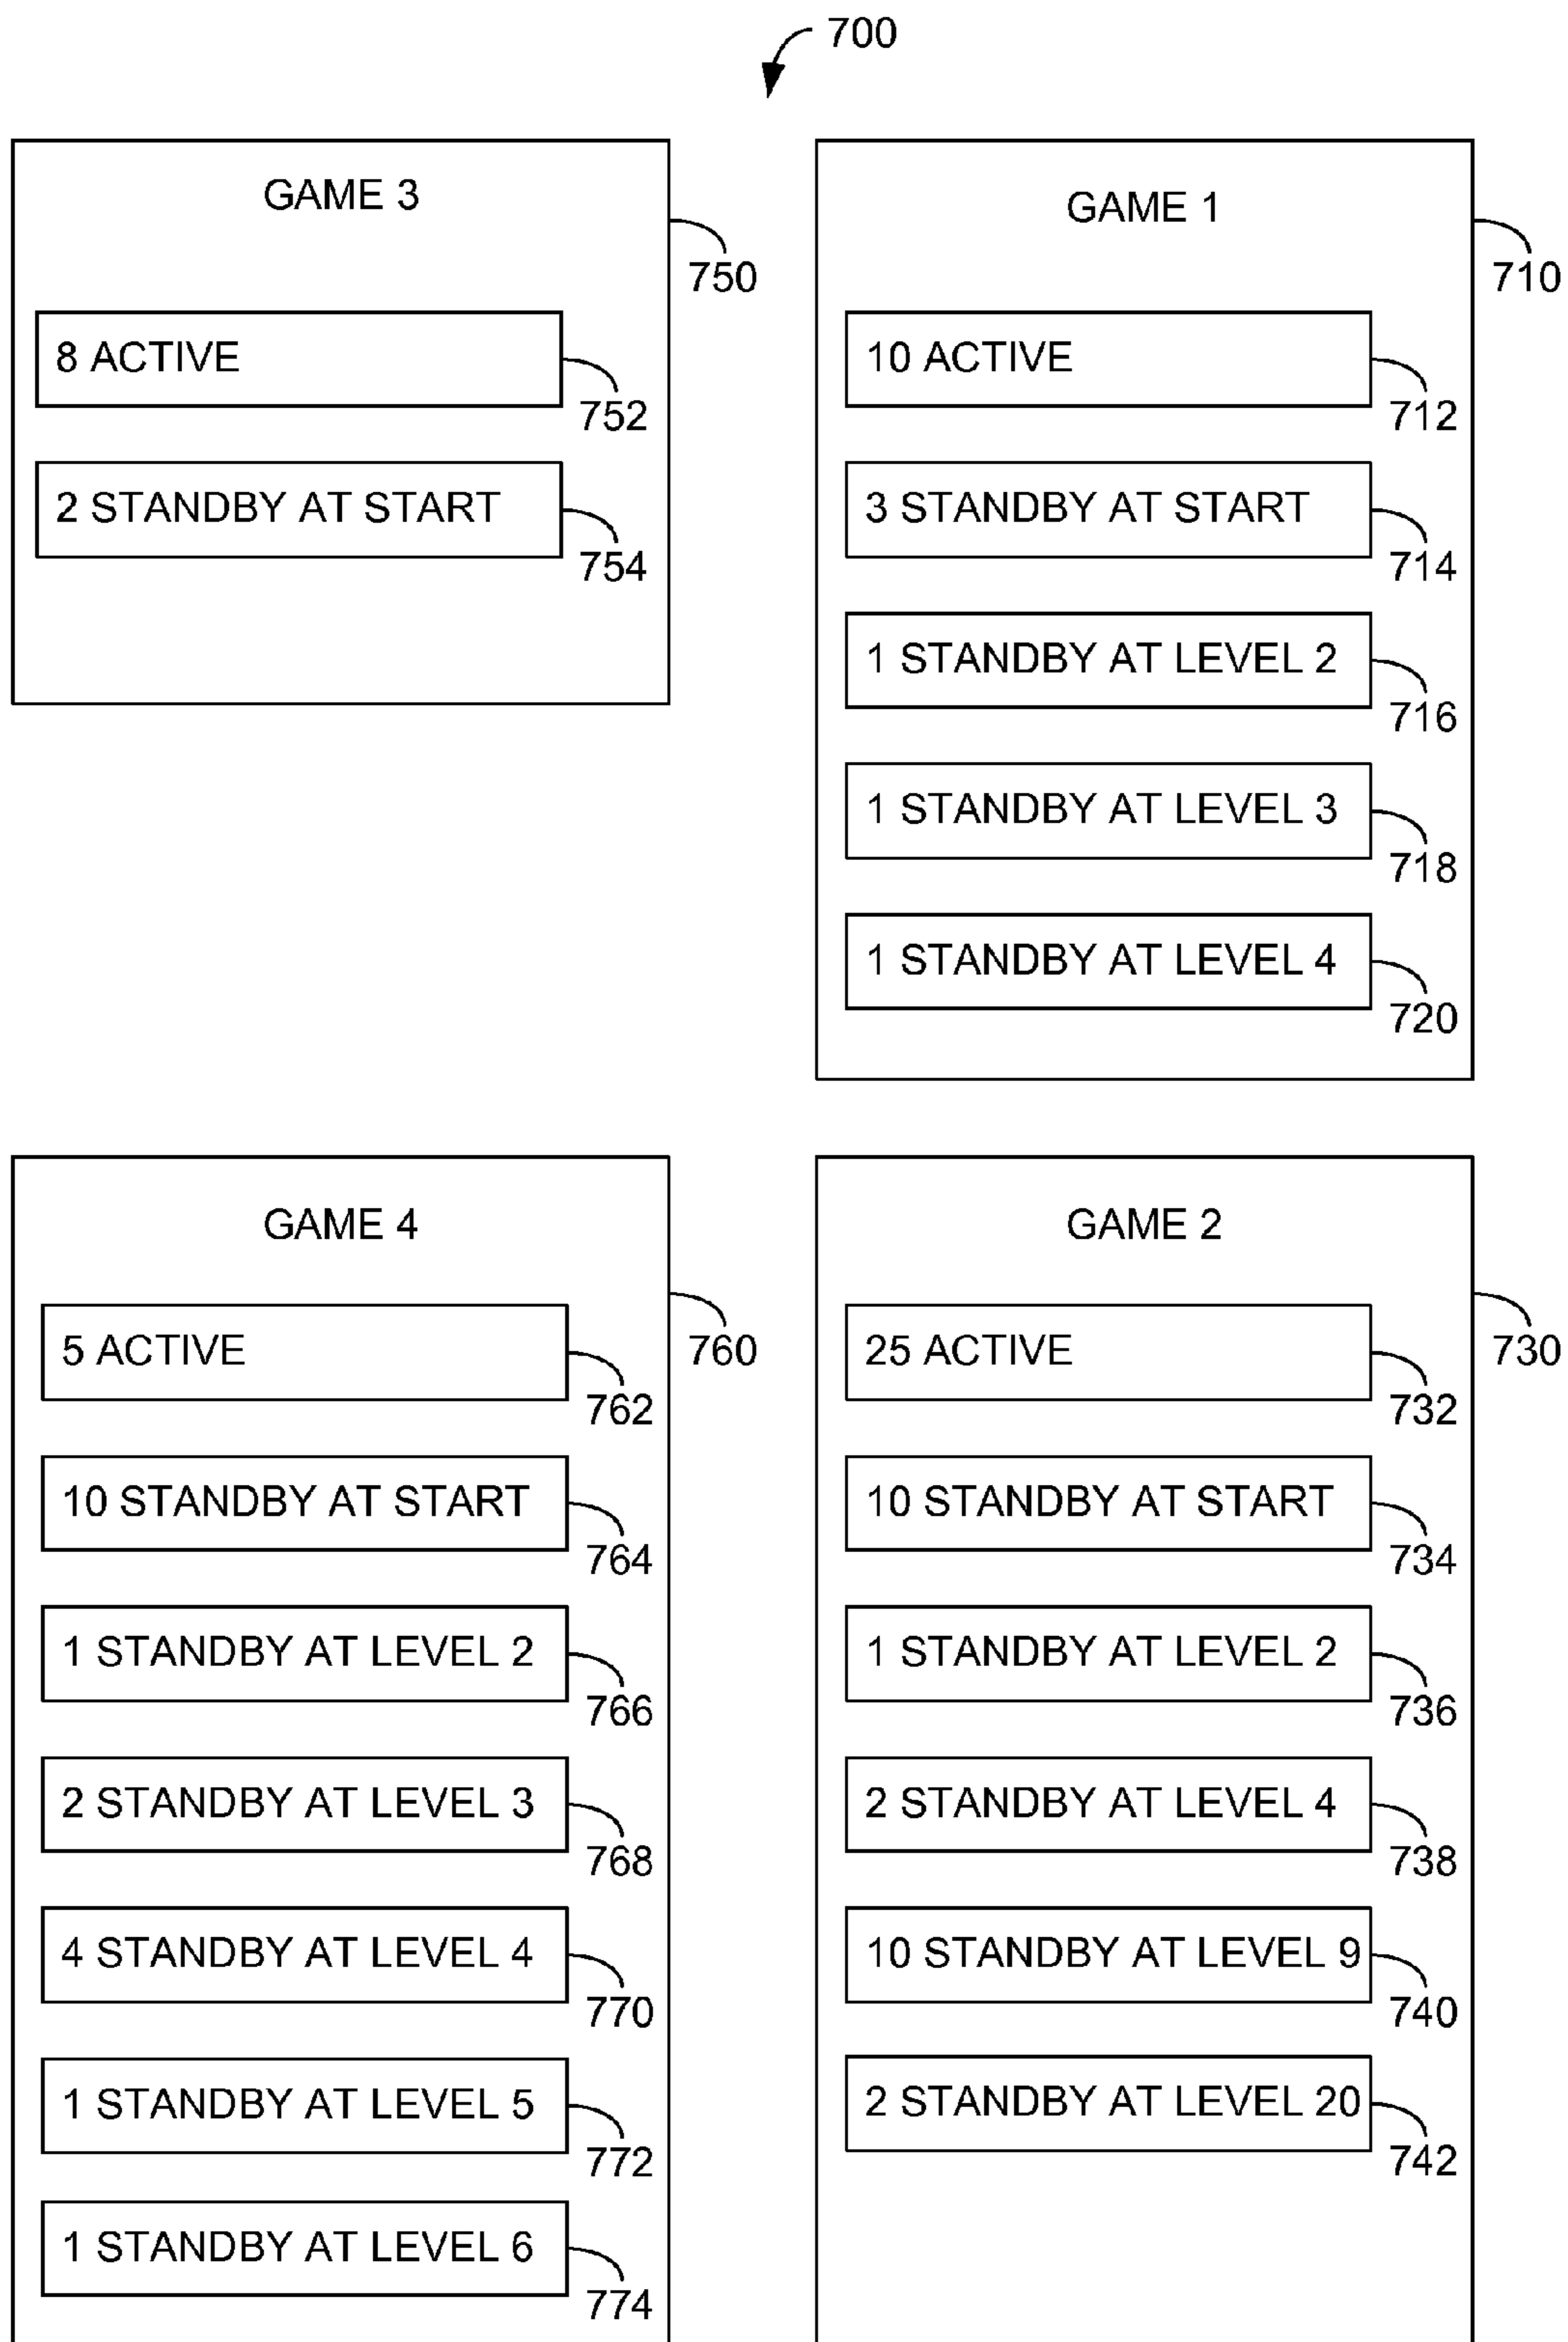 700
GAME 3
750
8 ACTIVE
752
2 STANDBY AT START
754
GAME 1
710
10 ACTIVE
712
3 STANDBY AT START
714
1 STANDBY AT LEVEL 2
716
1 STANDBY AT LEVEL 3
718
1 STANDBY AT LEVEL 4
720
GAME 4
760
5 ACTIVE
762
10 STANDBY AT START
764
1 STANDBY AT LEVEL 2
766
2 STANDBY AT LEVEL 3
768
4 STANDBY AT LEVEL 4
770
1 STANDBY AT LEVEL 5
772
1 STANDBY AT LEVEL 6
774
GAME 2
730
25 ACTIVE
732
10 STANDBY AT START
734
1 STANDBY AT LEVEL 2
736
2 STANDBY AT LEVEL 4
738
10 STANDBY AT LEVEL 9
740
2 STANDBY AT LEVEL 20
742